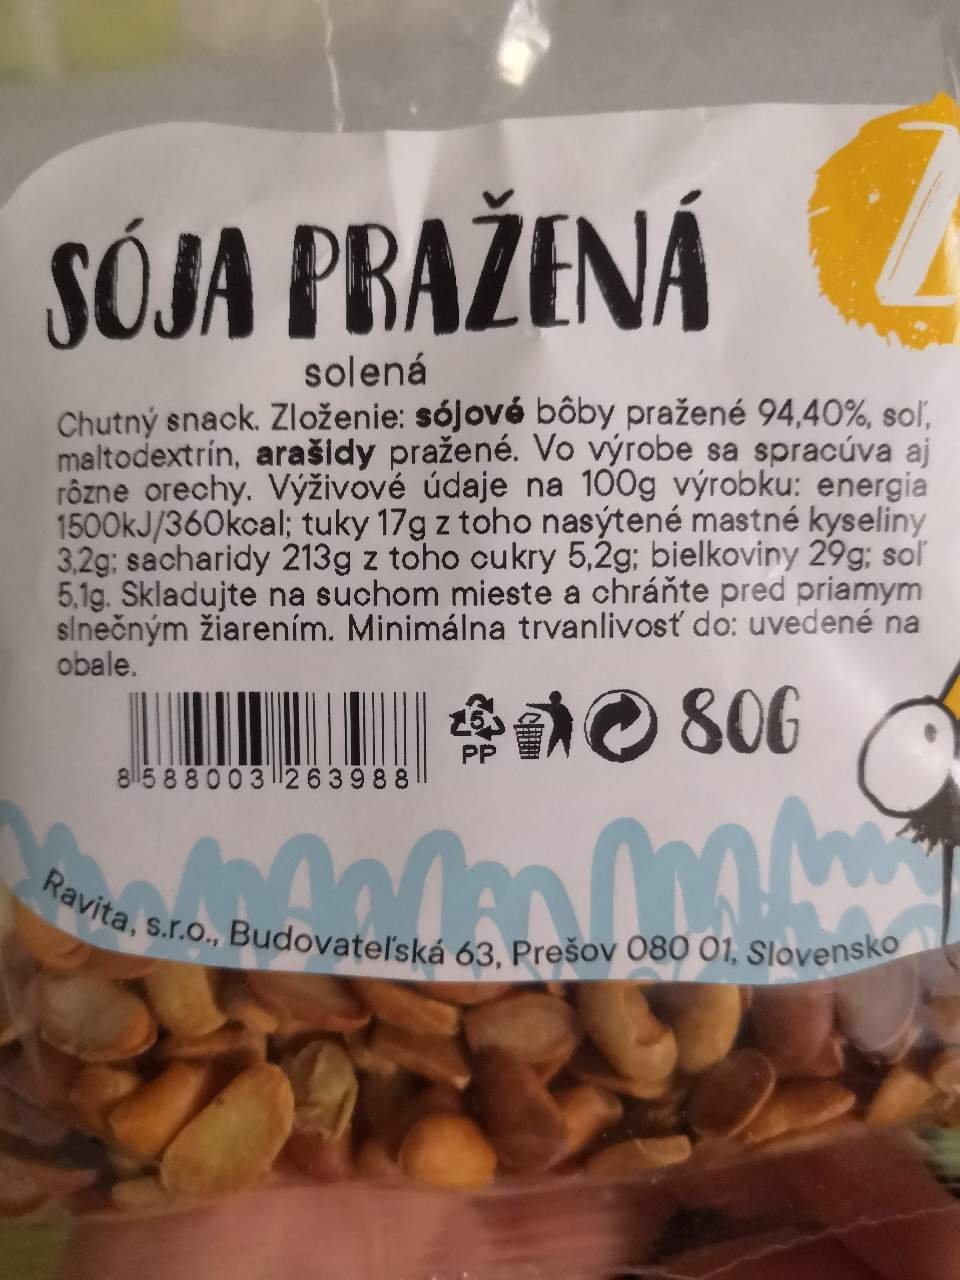 SÓJA PRAŽENÁ
solená
Chutný snack. Zloženie: sójové bôby pražené 94,40%, soľ,
maltodextrín, arašidy pražené. Vo výrobe sa spracúva aj
rôzne orechy. Výživové údaje na 100g výrobku: energia
1500kJ/360kcal; tuky 17g z toho nasýtené mastné kyseliny
3,2g; sacharidy 213g z toho cukry 5,2g; bielkoviny 29g; soľ
5,1g. Skladujte na suchom mieste a chráňte pred priamym
slnečným žiarením. Minimálna trvanlivosť do: uvedené na
obale.
5
PP
80G
8 588003 263988
Ravita, s.r.o., Budovateľská 63, Prešov 080 01, Slovensko